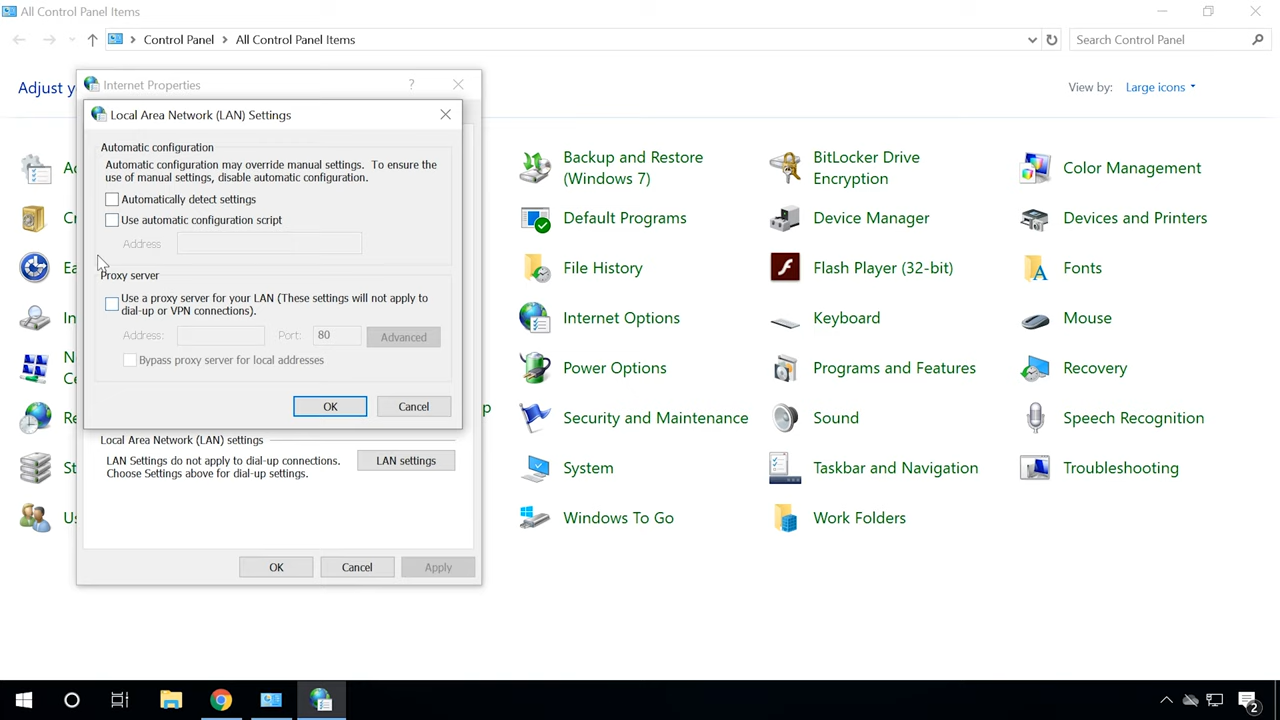 All Control Panel Items
Control Panel > All Control Panel Items
Search Control Panel
Adjust y
View by: Large icons
Internet Properties
?
Local Area Network (LAN) Settings
Automatic configuration
Automatic configuration may override manual settings. To ensure the
use of manual settings, disable automatic configuration.
Automatically detect settings
Use automatic configuration script
Address
Proxy server
Use a proxy server for your LAN (These settings will not apply to
dial-up or VPN connections).
Address:
Port: 80
Advanced
Bypass proxy server for local addresses
OK
Cancel
Local Area Network (LAN) settings
LAN Settings do not apply to dial-up connections.
Choose Settings above for dial-up settings.
LAN settings
OK
Cancel
Apply
A
Cr
Ea
In
N
Ce
Re
p
St
Us
Backup and Restore
(Windows 7)
BitLocker Drive
Encryption
Color Management
Default Programs
Device Manager
Devices and Printers
File History
Flash Player (32-bit)
Fonts
Internet Options
Keyboard
Mouse
Power Options
Programs and Features
Recovery
Security and Maintenance
Sound
Speech Recognition
System
Taskbar and Navigation
Troubleshooting
Windows To Go
Work Folders
2